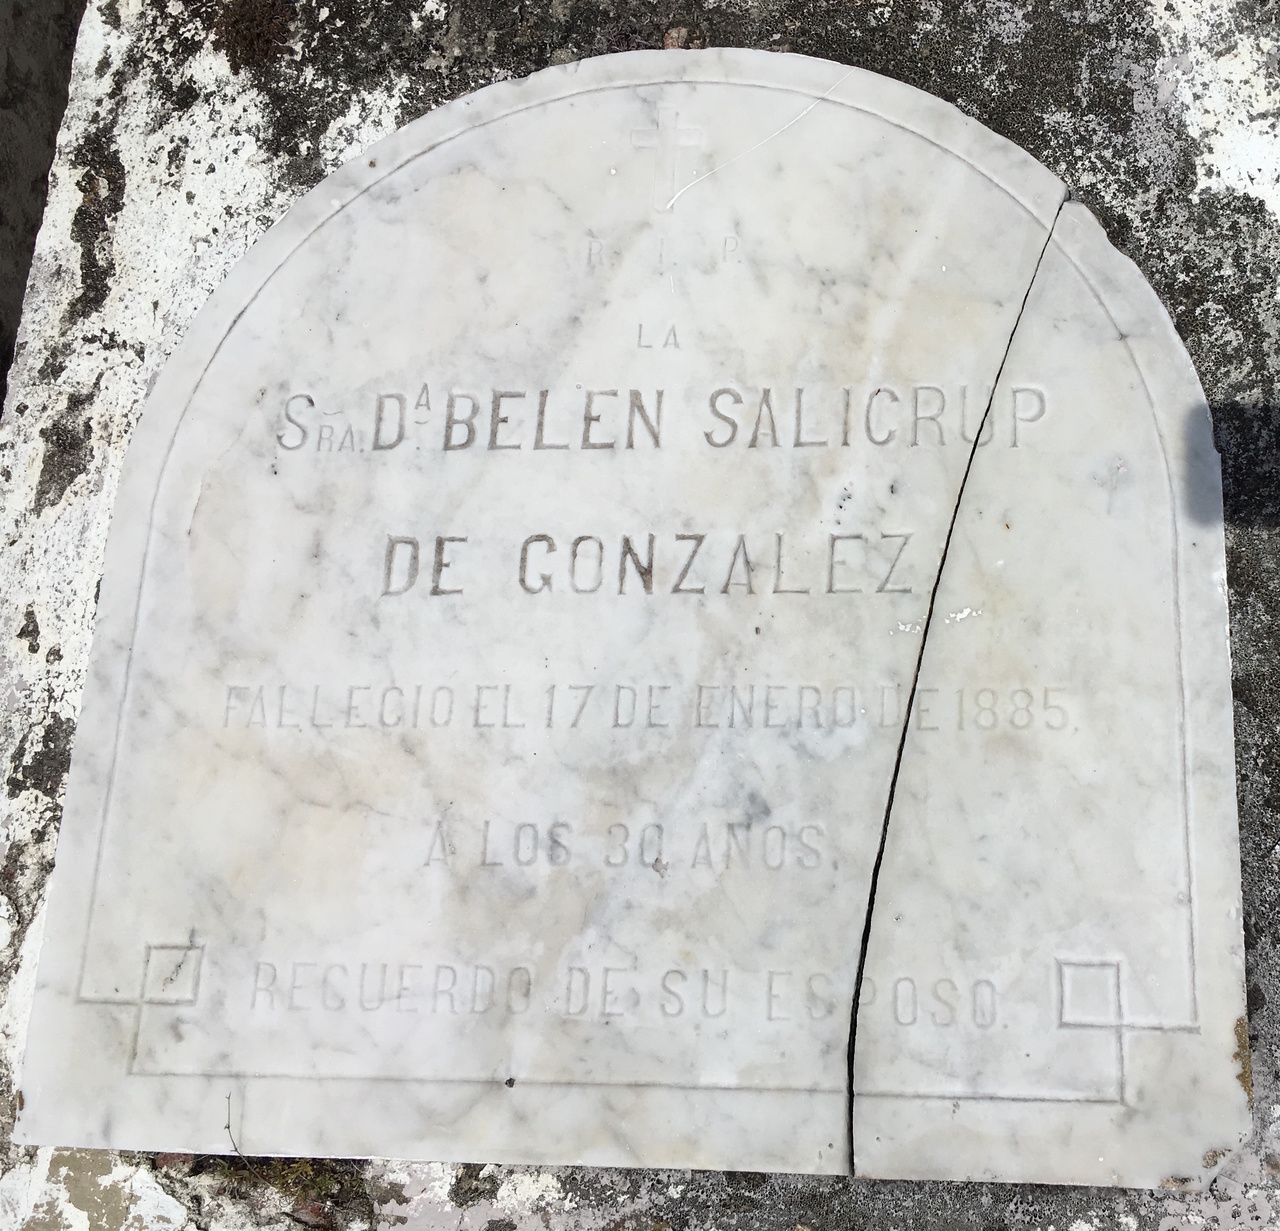 R. I. P.
LA
SRA. DA. BELEN SALICRUP
DE GONZALEZ
FALLECIO EL 17 DE ENERO DE 1885.
A LOS 30 AÑOS.
RECUERDO DE SU ESPOSO.